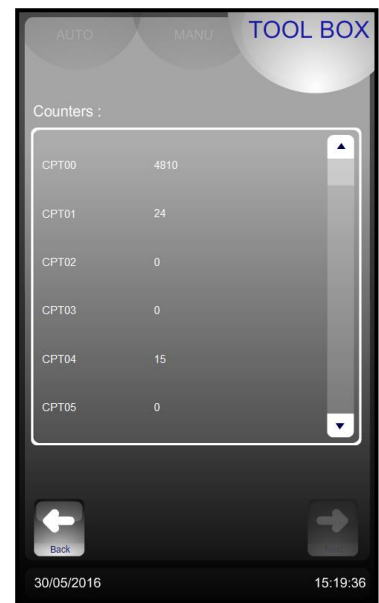 AUTO MANU TOOL BOX
Counters :
CPT00 4810
CPT01 24
CPT02 0
CPT03 0
CPT04 15
CPT05 0
Back Next
30/05/2016 15:19:36